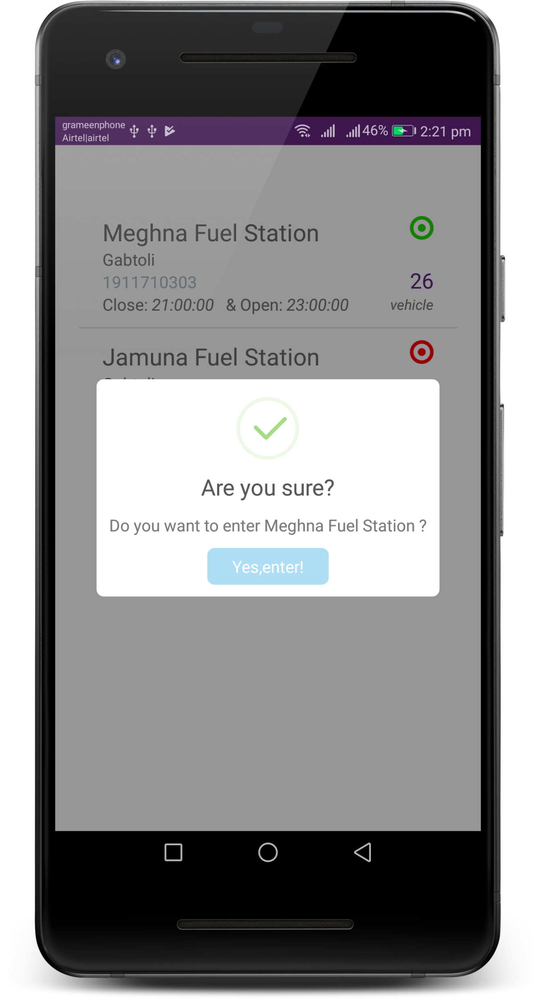 grameenphone
Airtel|airtel
46% 2:21 pm
Meghna Fuel Station
Gabtoli
1911710303
26
Close: 21:00:00 & Open: 23:00:00
vehicle
Jamuna Fuel Station
Are you sure?
Do you want to enter Meghna Fuel Station ?
Yes,enter!